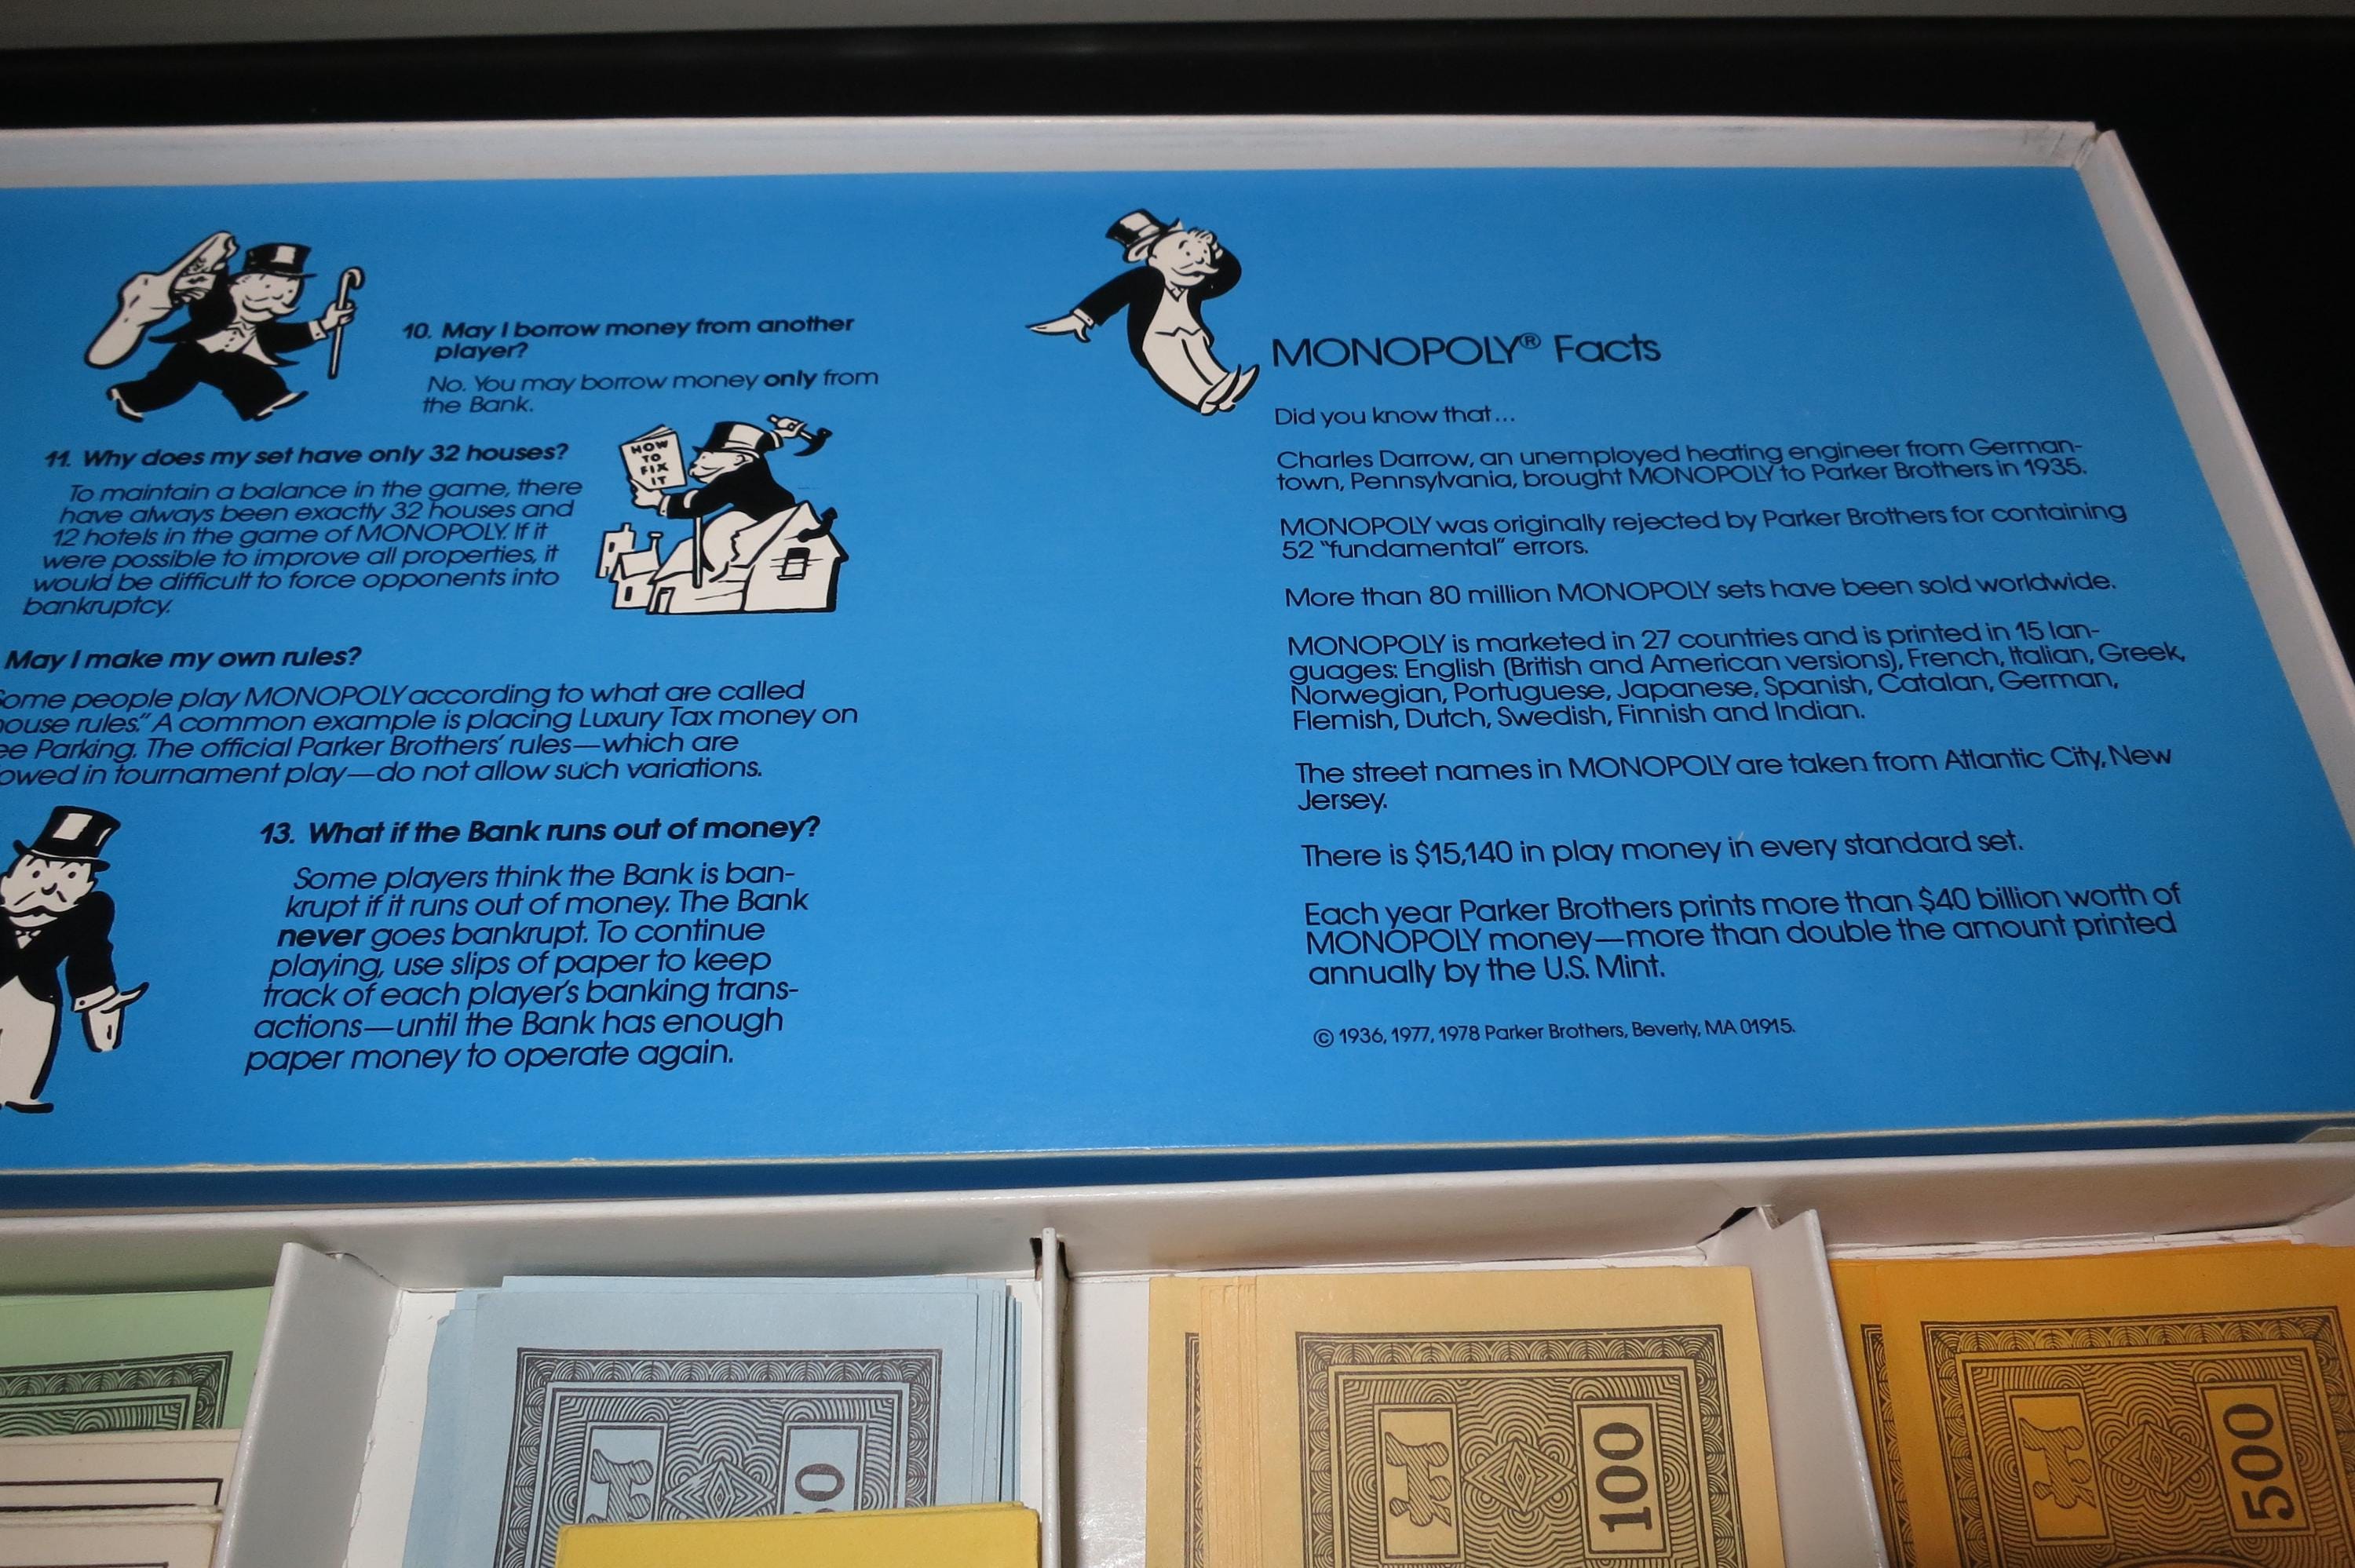 10. May I borrow money from another
player?
No. You may borrow money only from
the Bank.
11. Why does my set have only 32 houses?
To maintain a balance in the game, there
have always been exactly 32 houses and
12 hotels in the game of MONOPOLY. If it
were possible to improve all properties, it
would be difficult to force opponents into
bankruptcy.
HOW
TO
FIX
IT
May I make my own rules?
Some people play MONOPOLY according to what are called
house rules." A common example is placing Luxury Tax money on
Parking. The official Parker Brothers' rules—which are
in tournament play—do not allow such variations.
13. What if the Bank runs out of money?
Some players think the Bank is ban-
krupt if it runs out of money. The Bank
never goes bankrupt. To continue
playing, use slips of paper to keep
track of each player's banking trans-
actions—until the Bank has enough
paper money to operate again.
MONOPOLY® Facts
Did you know that...
Charles Darrow, an unemployed heating engineer from German-
town, Pennsylvania, brought MONOPOLY to Parker Brothers in 1935.
MONOPOLY was originally rejected by Parker Brothers for containing
52 "fundamental" errors.
More than 80 million MONOPOLY sets have been sold worldwide.
MONOPOLY is marketed in 27 countries and is printed in 15 lan-
guages: English (British and American versions), French, Italian, Greek,
Norwegian, Portuguese, Japanese, Spanish, Catalan, German,
Flemish, Dutch, Swedish, Finnish and Indian.
The street names in MONOPOLY are taken from Atlantic City, New
Jersey.
There is $15,140 in play money in every standard set.
Each year Parker Brothers prints more than $40 billion worth of
MONOPOLY money—more than double the amount printed
annually by the U.S. Mint.
© 1936, 1977, 1978 Parker Brothers, Beverly, MA 01915.
100
500